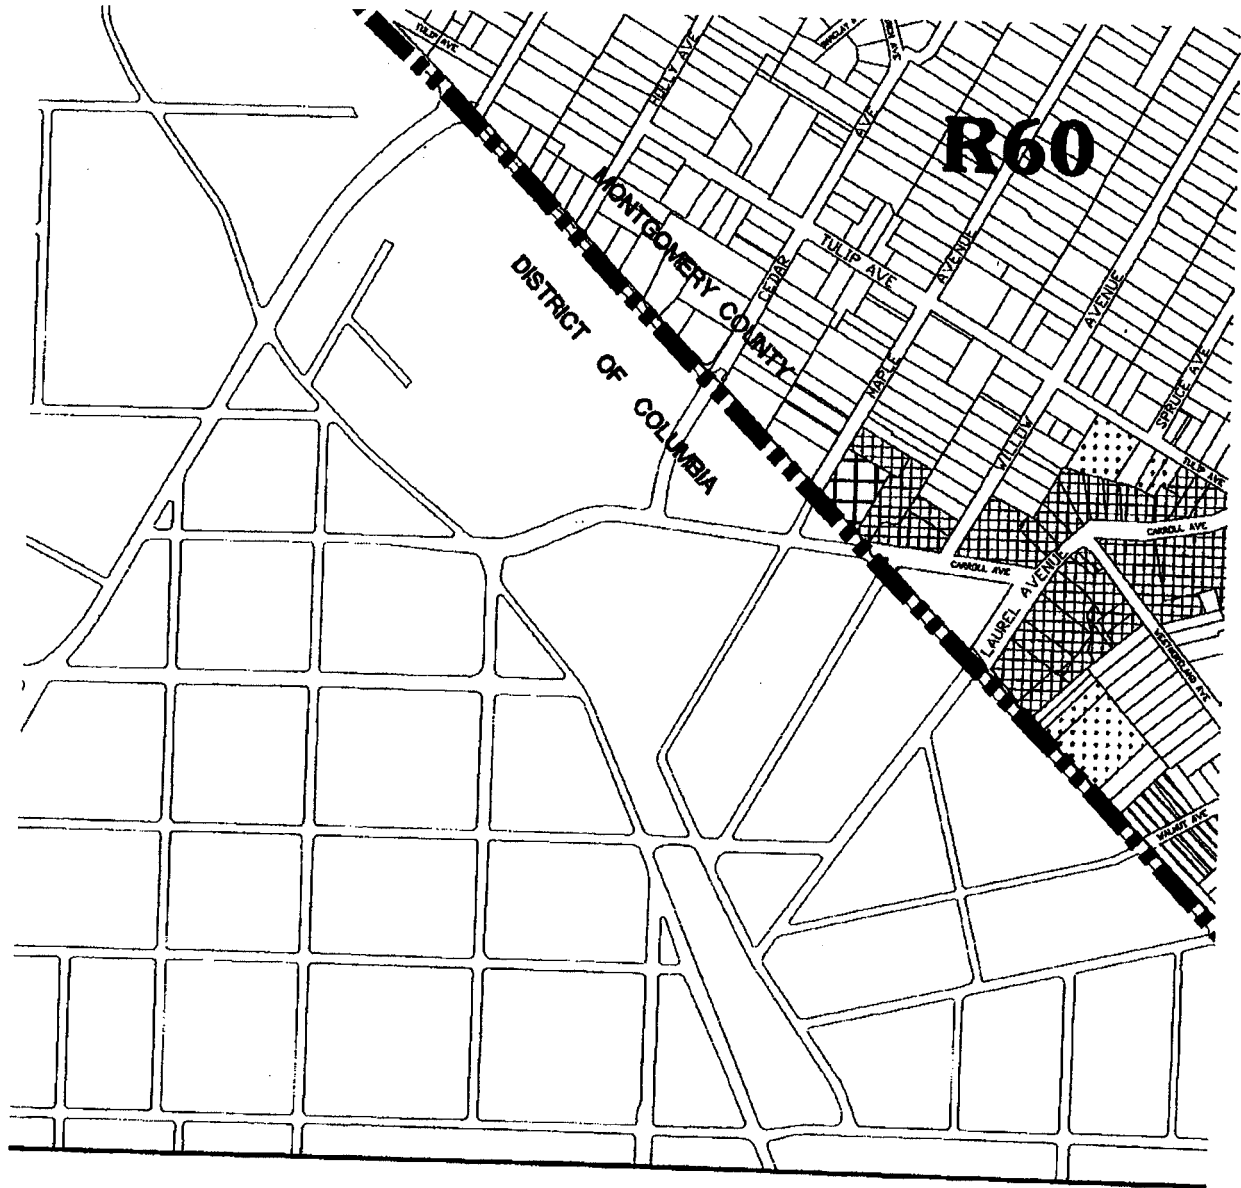 TULIP AVE
HOLLY AVE
AVE
R60
MONTGOMERY COUNTY
DISTRICT OF COLUMBIA
CEDAR
TULIP AVE
AVENUE
AVENUE
MAPLE
WILLOW
SPRUCE AVE
TULIP AVE
CARROLL AVE
CARROLL AVE
LAUREL AVENUE
WESTMORELAND AVE
WALNUT AVE